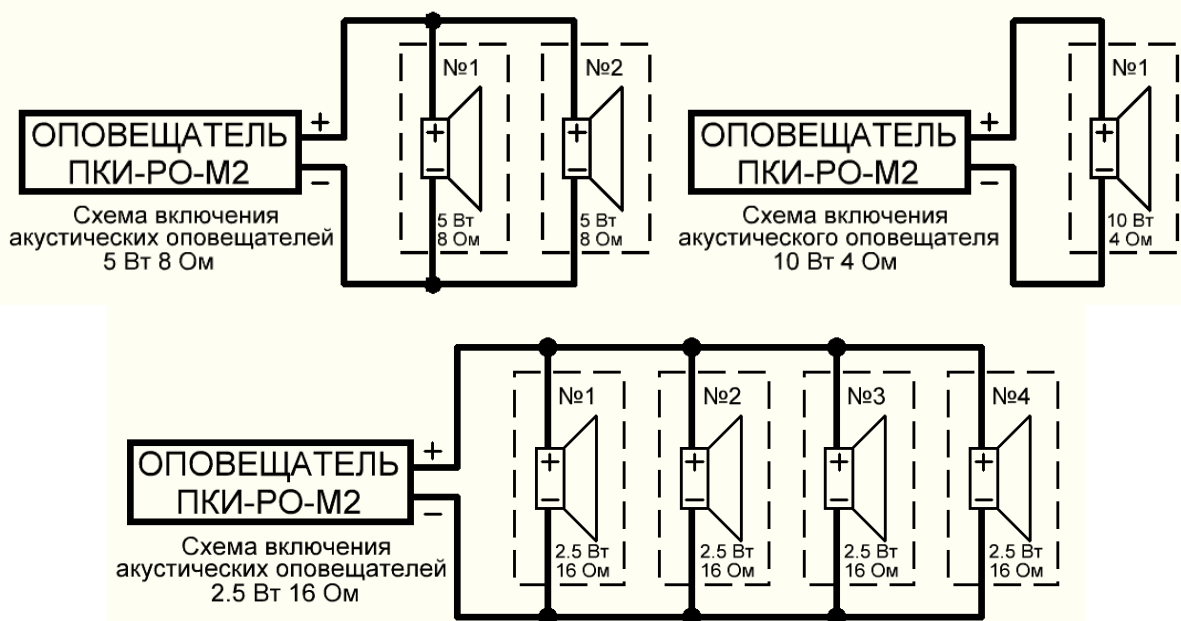 №1
№2
+
ОПОВЕЩАТЕЛЬ
ПКИ-РО-М2
−
+
−
+
−
5 Вт
8 Ом
5 Вт
8 Ом
Схема включения
акустических оповещателей
5 Вт 8 Ом
№1
+
ОПОВЕЩАТЕЛЬ
ПКИ-РО-М2
−
+
−
10 Вт
4 Ом
Схема включения
акустического оповещателя
10 Вт 4 Ом
№1
№2
№3
№4
+
ОПОВЕЩАТЕЛЬ
ПКИ-РО-М2
−
+
−
+
−
+
−
+
−
2.5 Вт
16 Ом
2.5 Вт
16 Ом
2.5 Вт
16 Ом
2.5 Вт
16 Ом
Схема включения
акустических оповещателей
2.5 Вт 16 Ом